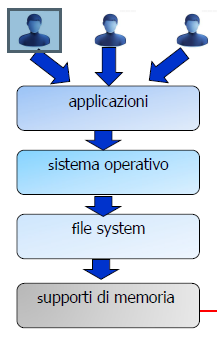 applicazioni
sistema operativo
file system
supporti di memoria